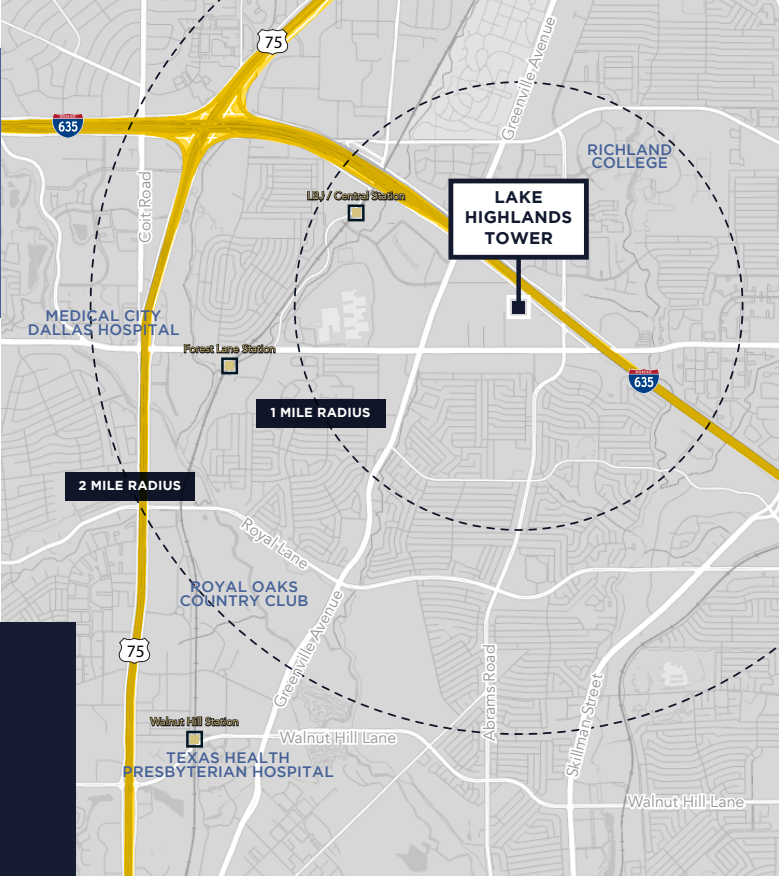 75
Greenville Avenue
INTERSTATE
635
RICHLAND
COLLEGE
Coit Road
LBJ / Central Station
LAKE
HIGHLANDS
TOWER
MEDICAL CITY
DALLAS HOSPITAL
Forest Lane Station
INTERSTATE
635
1 MILE RADIUS
2 MILE RADIUS
Royal Lane
ROYAL OAKS
COUNTRY CLUB
Greenville Avenue
75
Abrams Road
Skillman Street
Walnut Hill Station
Walnut Hill Lane
TEXAS HEALTH
PRESBYTERIAN HOSPITAL
Walnut Hill Lane